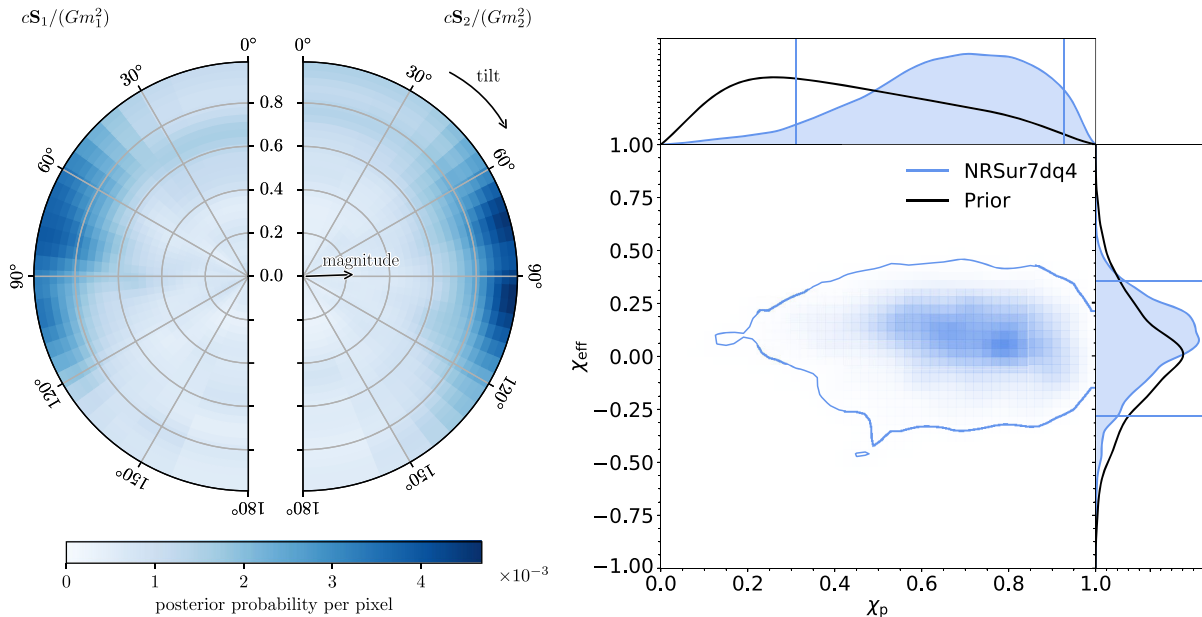 cS₁/(Gm₁²)
cS₂/(Gm₂²)
0° 0°
30° 30°
tilt
60° 60°
90° 90°
120° 120°
150° 150°
180° 180°
0.8
0.6
0.4
0.2
0.0
magnitude
0 1 2 3 4
×10⁻³
posterior probability per pixel
NRSur7dq4
Prior
1.00
0.75
0.50
0.25
0.00
−0.25
−0.50
−0.75
−1.00
χeff
0.0 0.2 0.4 0.6 0.8 1.0
χp